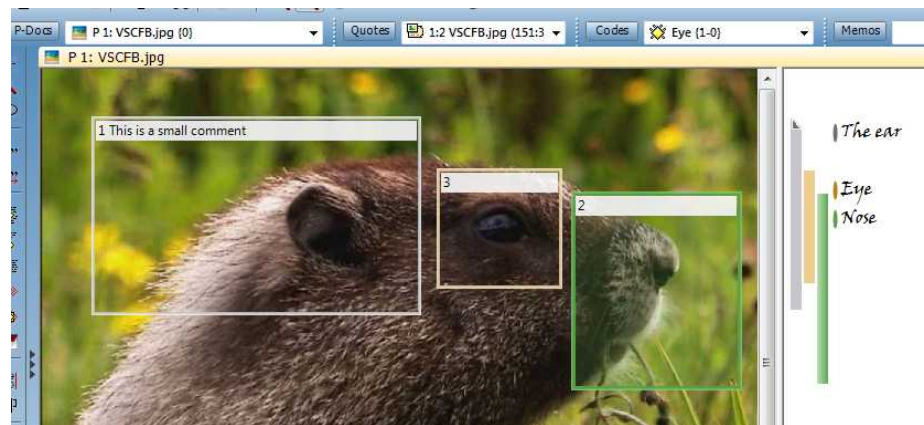 P-Docs P 1: VSCFB.jpg {0} Quotes 1:2 VSCFB.jpg (151:3 Codes Eye {1-0} Memos
P 1: VSCFB.jpg
1 This is a small comment
The ear
3
Eye
2
Nose